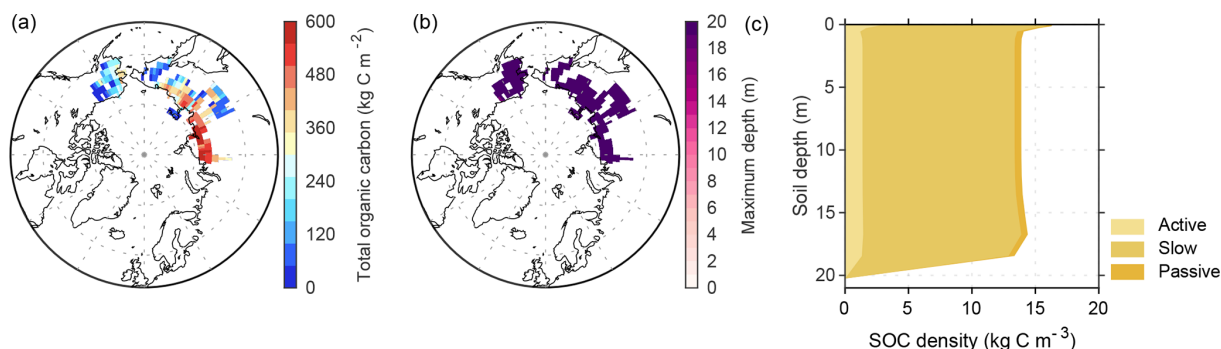 (a)
600
480
360
240
120
0
Total organic carbon (kg C m⁻²)
(b)
20
18
16
14
12
10
8
6
4
2
0
Maximum depth (m)
(c)
0
5
10
15
20
Soil depth (m)
0 5 10 15 20
SOC density (kg C m⁻³)
Active
Slow
Passive